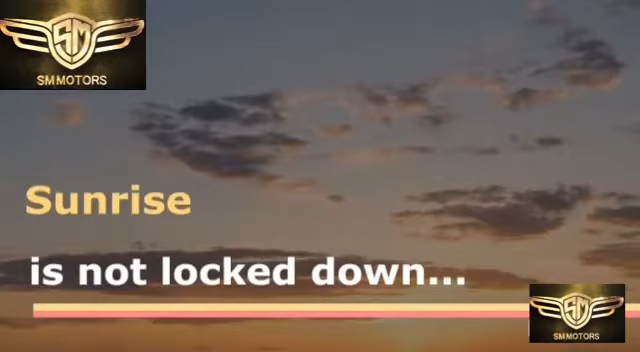 SM
SM MOTORS
Sunrise
is not locked down...
SM
SM MOTORS